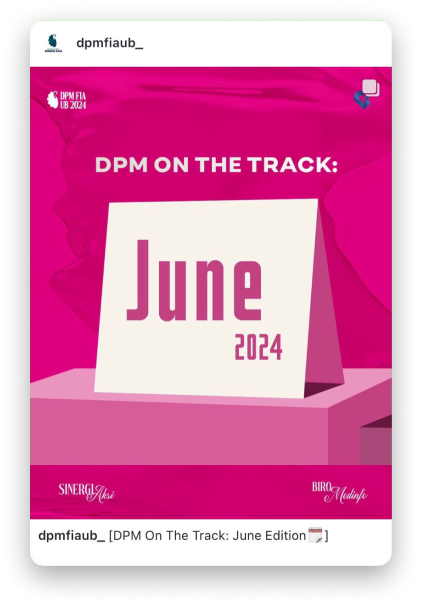 dpmfiaub_
DPM FIA
UB 2024
DPM ON THE TRACK:
June
2024
SINERGI Aksi
BIRO Medinfo
dpmfiaub_ [DPM On The Track: June Edition🗓️]